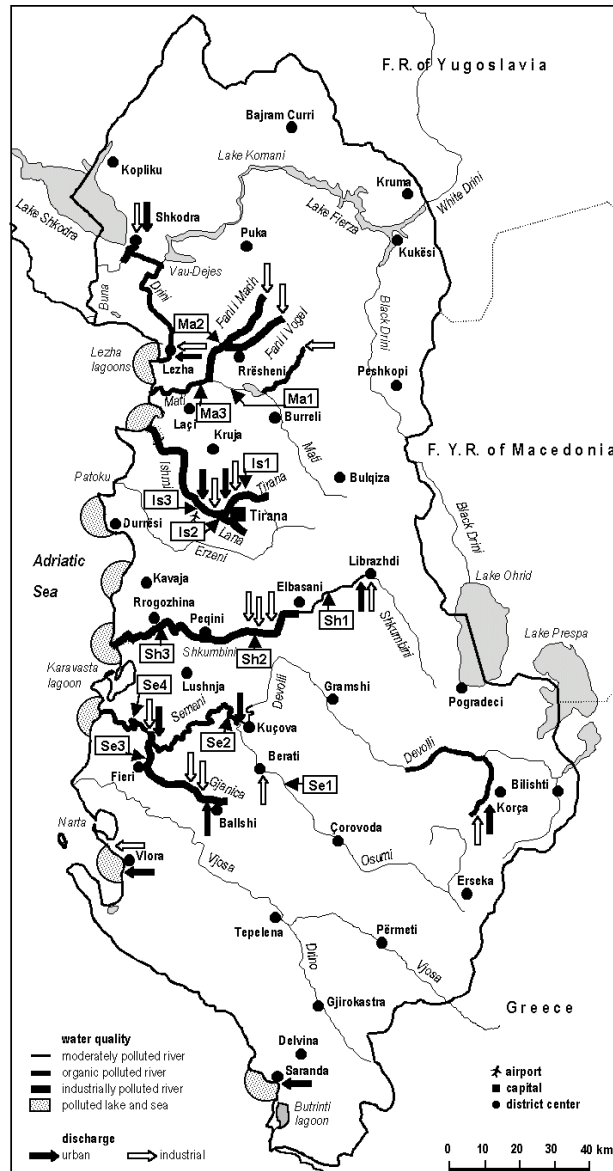 F. R. of Yugoslavia
Bajram Curri
Kopliku
Lake Komani
Kruma
Lake Shkodra
Lake Fierza
White Drini
Shkodra
Puka
Kukësi
Vau-Dejes
Buna
Drini
Fani i Madh
Fani i Vogel
Black Drini
Ma2
Lezha lagoons
Lezha
Rrësheni
Peshkopi
Mati
Ma3
Ma1
Laçi
Burreli
Kruja
Mati
Is1
F. Y. R. of Macedonia
Ishmi
Tirana
Bulqiza
Patoku
Is3
Tirana
Is2
Lana
Durrësi
Erzeni
Black Drini
Adriatic
Sea
Librazhdi
Lake Ohrid
Kavaja
Elbasani
Rrogozhina
Peqini
Sh1
Shkumbini
Lake Prespa
Sh3
Shkumbini
Sh2
Karavasta
lagoon
Lushnja
Devolli
Gramshi
Pogradeci
Se4
Semani
Kuçova
Devolli
Se3
Se2
Berati
Bilishti
Fieri
Gjanica
Se1
Korça
Ballshi
Narta
Çorovoda
Osumi
Vlora
Vjosa
Erseka
Tepelena
Përmeti
Drino
Vjosa
Gjirokastra
Greece
Delvina
Saranda
Butrinti
lagoon
water quality
moderately polluted river
organic polluted river
industrially polluted river
polluted lake and sea
discharge
urban
industrial
airport
capital
district center
0 10 20 30 40 km